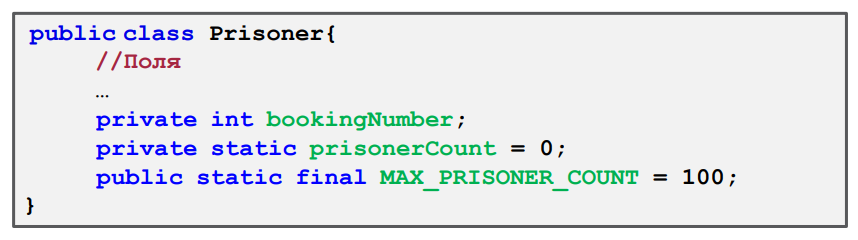 public class Prisoner{
//Поля
…
private int bookingNumber;
private static prisonerCount = 0;
public static final MAX_PRISONER_COUNT = 100;
}